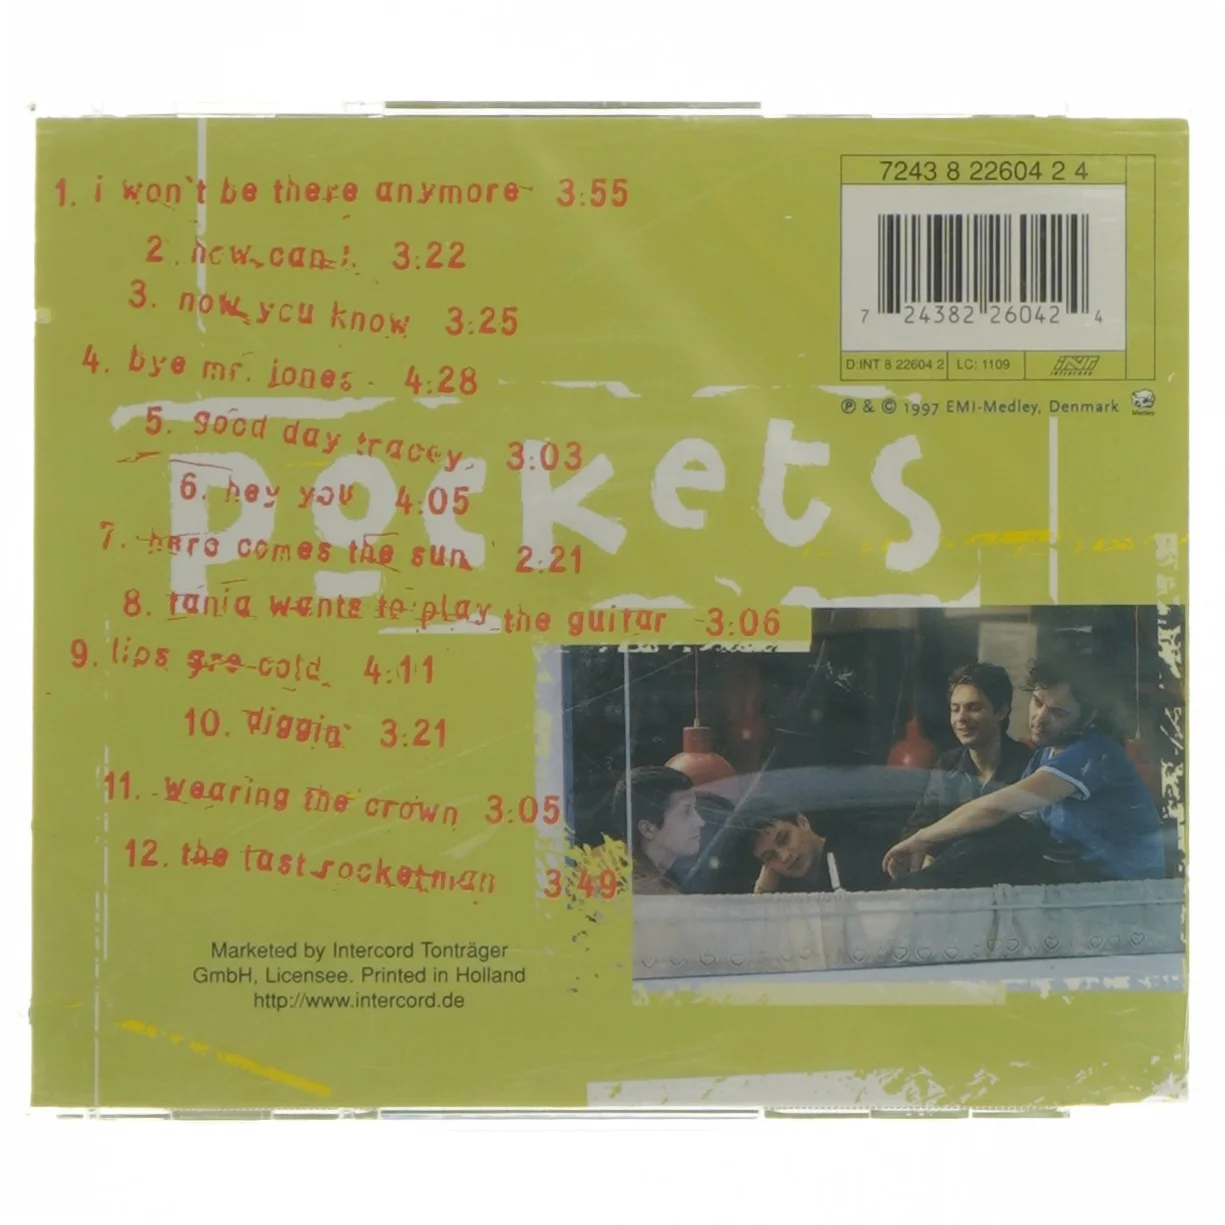 1. i won't be there anymore 3:55
2. how can i 3:22
3. now you know 3:25
4. bye mr. jones 4:28
5. good day tracey 3:03
6. hey you 4:05
7. here comes the sun 2:21
8. tania wants to play the guitar 3:06
9. lips are cold 4:11
10. diggin' 3:21
11. wearing the crown 3:05
12. the last rocketman 3:49
pockets
7243 8 22604 2 4
7 24382 26042 4
D:INT 8 22604 2 LC: 1109 INT INTERCORD
℗ & © 1997 EMI-Medley, Denmark Medley
Marketed by Intercord Tonträger
GmbH, Licensee. Printed in Holland
http://www.intercord.de